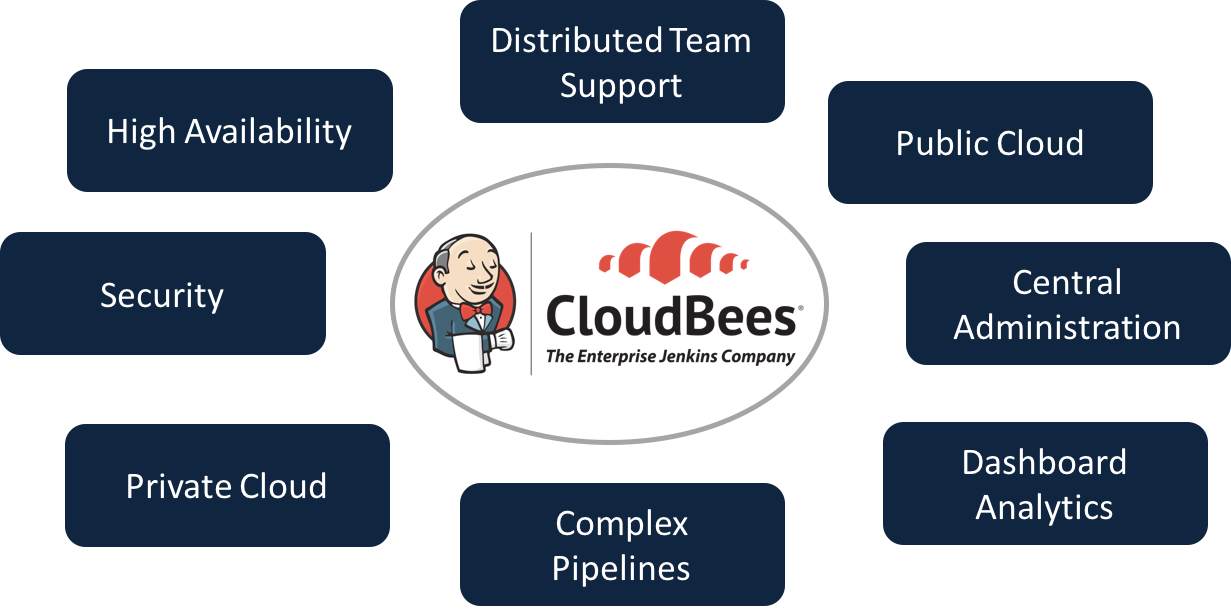 Distributed Team
Support
High Availability
Public Cloud
Security
CloudBees®
The Enterprise Jenkins Company
Central
Administration
Private Cloud
Dashboard
Analytics
Complex
Pipelines